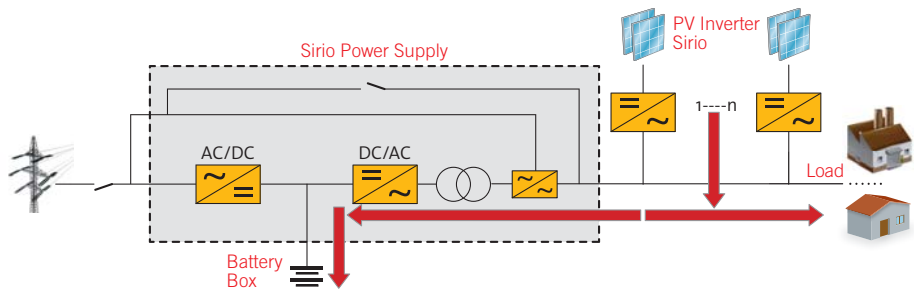 Sirio Power Supply
PV Inverter
Sirio
AC/DC
DC/AC
1----n
Load
Battery
Box